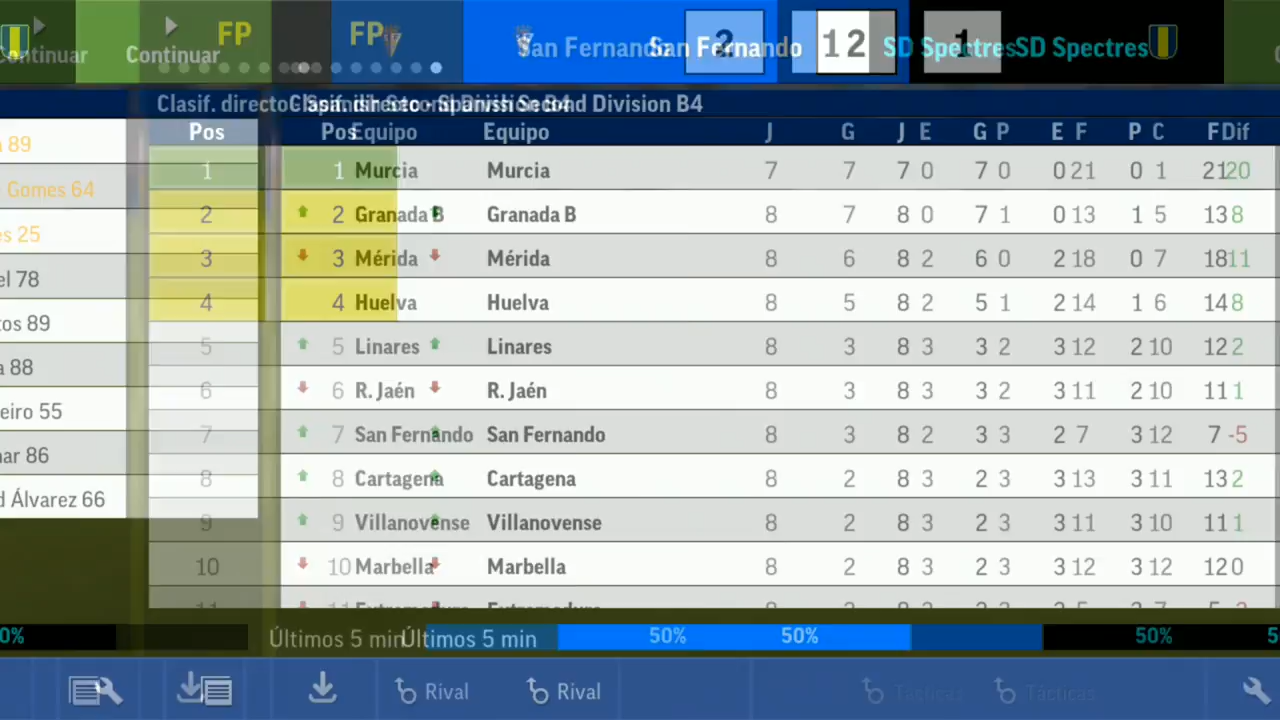 Continuar Continuar FP FP San Fernando San Fernando 2 12 1 SD Spectres SD Spectres
Clasif. directo - Spanish Second Division B4
Pos Pos Equipo Equipo J G J E G P E F P C F Dif
89
1 1 Murcia Murcia 7 7 7 0 7 0 0 21 0 1 21 20
Gomes 64
2 2 Granada B Granada B 8 7 8 0 7 1 0 13 1 5 13 8
es 25
3 3 Mérida Mérida 8 6 8 2 6 0 2 18 0 7 18 11
el 78
4 4 Huelva Huelva 8 5 8 2 5 1 2 14 1 6 14 8
tos 89
5 5 Linares Linares 8 3 8 3 3 2 3 12 2 10 12 2
a 88
6 6 R. Jaén R. Jaén 8 3 8 3 3 2 3 11 2 10 11 1
eiro 55
7 7 San Fernando San Fernando 8 3 8 2 3 3 2 7 3 12 7 -5
nar 86
8 8 Cartagena Cartagena 8 2 8 3 2 3 3 13 3 11 13 2
d Álvarez 66
9 9 Villanovense Villanovense 8 2 8 3 2 3 3 11 3 10 11 1
10 10 Marbella Marbella 8 2 8 3 2 3 3 12 3 12 12 0
0% Últimos 5 min Últimos 5 min 50% 50% 50% 5
Rival Rival Tácticas Tácticas